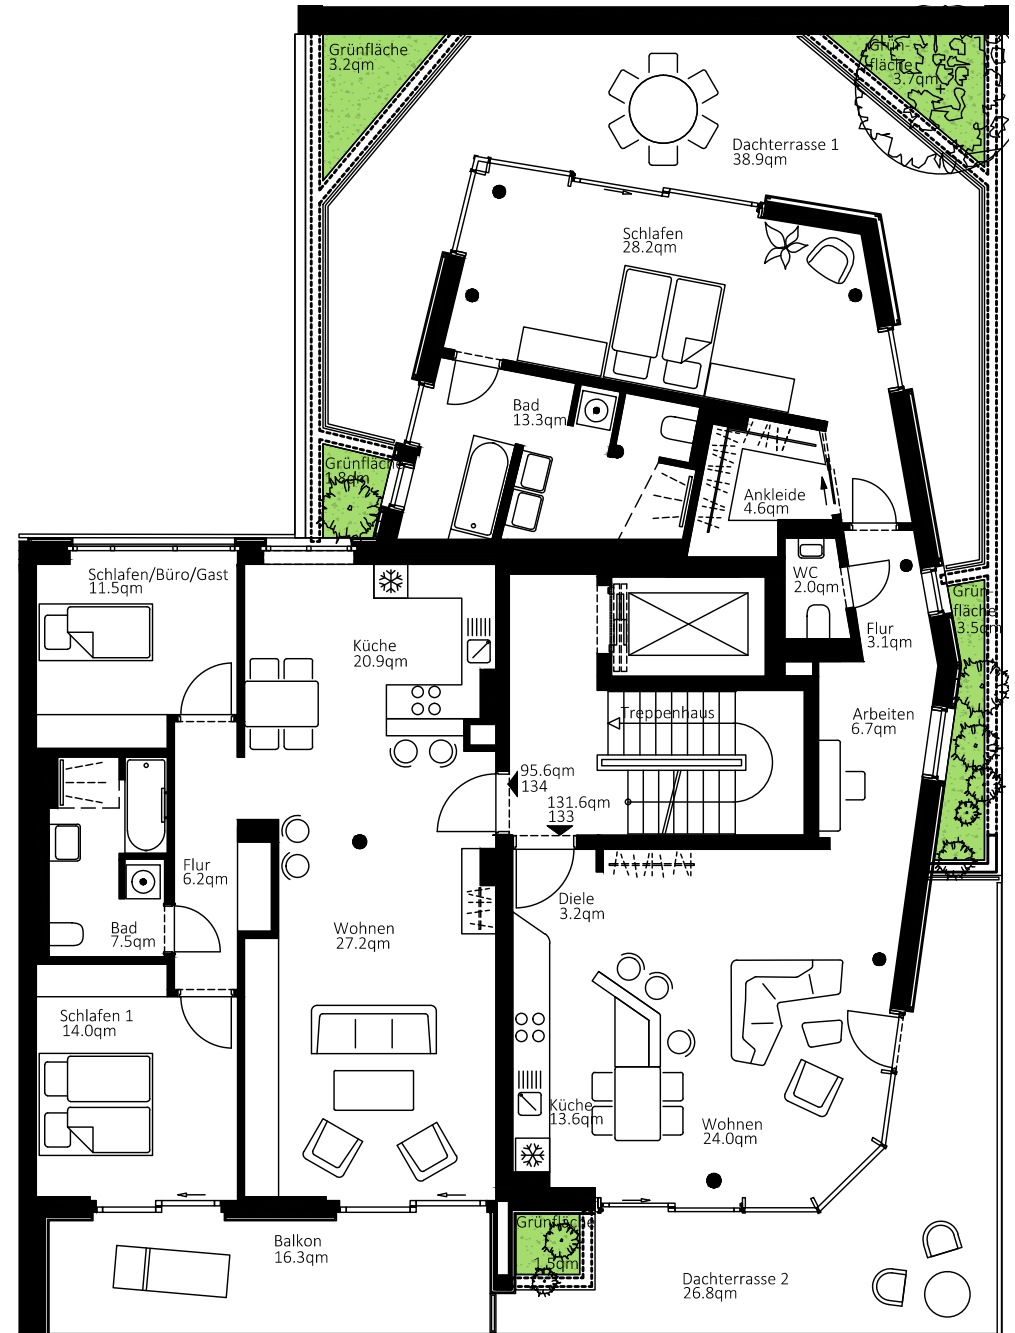 Grünfläche
3.2qm
Grün-
fläche
3.7qm
Dachterrasse 1
38.9qm
Schlafen
28.2qm
Bad
13.3qm
Grünfläche
1.8qm
Ankleide
4.6qm
Schlafen/Büro/Gast
11.5qm
WC
2.0qm
Grün-
fläche
3.5qm
Küche
20.9qm
Flur
3.1qm
Treppenhaus
Arbeiten
6.7qm
95.6qm
134
131.6qm
133
Flur
6.2qm
Diele
3.2qm
Bad
7.5qm
Wohnen
27.2qm
Schlafen 1
14.0qm
Küche
13.6qm
Wohnen
24.0qm
Grünfläche
1.5qm
Balkon
16.3qm
Dachterrasse 2
26.8qm